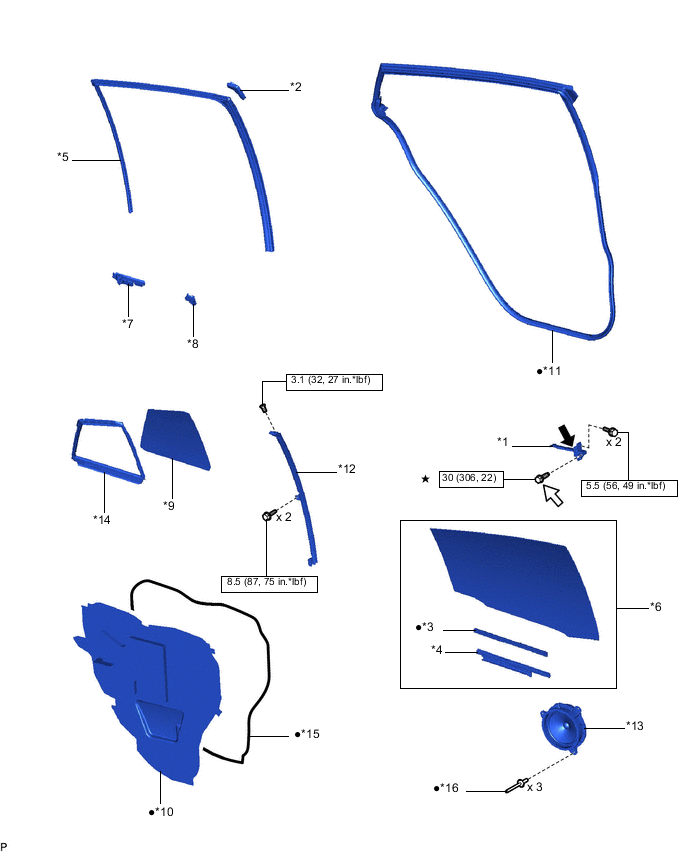 *2
*5
*7
*8
●*11
3.1 (32, 27 in.*lbf)
*1
x 2
*12
★ 30 (306, 22)
5.5 (56, 49 in.*lbf)
*9
*14
x 2
8.5 (87, 75 in.*lbf)
*6
●*3
*4
●*15
*13
●*16
x 3
●*10
P